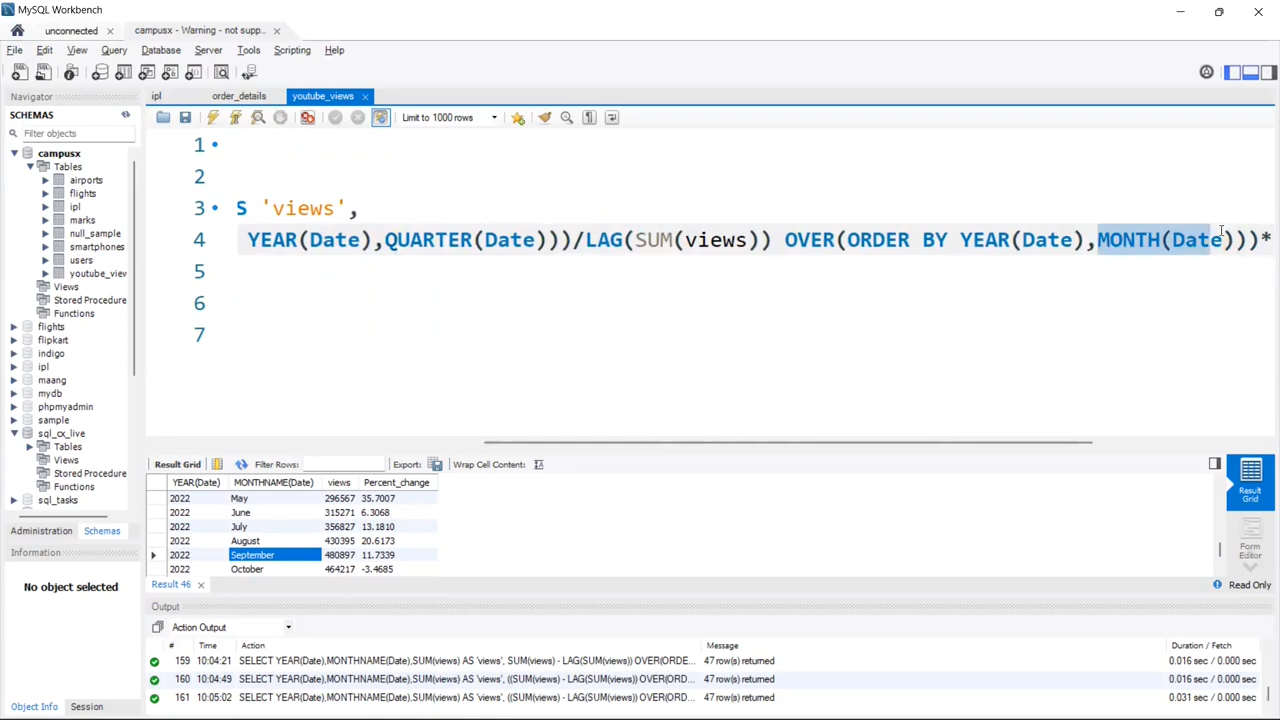 MySQL Workbench
unconnected
campusx - Warning - not supp..
File Edit View Query Database Server Tools Scripting Help
Navigator
SCHEMAS
Filter objects
campusx
Tables
airports
flights
ipl
marks
null_sample
smartphones
users
youtube_view
Views
Stored Procedure
Functions
flights
flipkart
indigo
ipl
maang
mydb
phpmyadmin
sample
sql_cx_live
Tables
Views
Stored Procedure
Functions
sql_tasks
Administration Schemas
Information
No object selected
Object Info Session
ipl order_details youtube_views
Limit to 1000 rows
1
2
3 S 'views',
4 YEAR(Date),QUARTER(Date)))/LAG(SUM(views)) OVER(ORDER BY YEAR(Date),MONTH(Date)))*
5
6
7
Result Grid Filter Rows: Export: Wrap Cell Content:
YEAR(Date) MONTHNAME(Date) views Percent_change
2022 May 296567 35.7007
2022 June 315271 6.3068
2022 July 356827 13.1810
2022 August 430395 20.6173
2022 September 480897 11.7339
2022 October 464217 -3.4685
Result Grid
Form Editor
Result 46
Read Only
Output
Action Output
# Time Action Message Duration / Fetch
159 10:04:21 SELECT YEAR(Date),MONTHNAME(Date),SUM(views) AS 'views', SUM(views) - LAG(SUM(views)) OVER(ORDE... 47 row(s) returned 0.016 sec / 0.000 sec
160 10:04:49 SELECT YEAR(Date),MONTHNAME(Date),SUM(views) AS 'views', ((SUM(views) - LAG(SUM(views)) OVER(OR... 47 row(s) returned 0.016 sec / 0.000 sec
161 10:05:02 SELECT YEAR(Date),MONTHNAME(Date),SUM(views) AS 'views', ((SUM(views) - LAG(SUM(views)) OVER(OR... 47 row(s) returned 0.031 sec / 0.000 sec